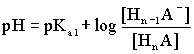 pH = pKa1 + log [Hn-1A-] / [HnA]